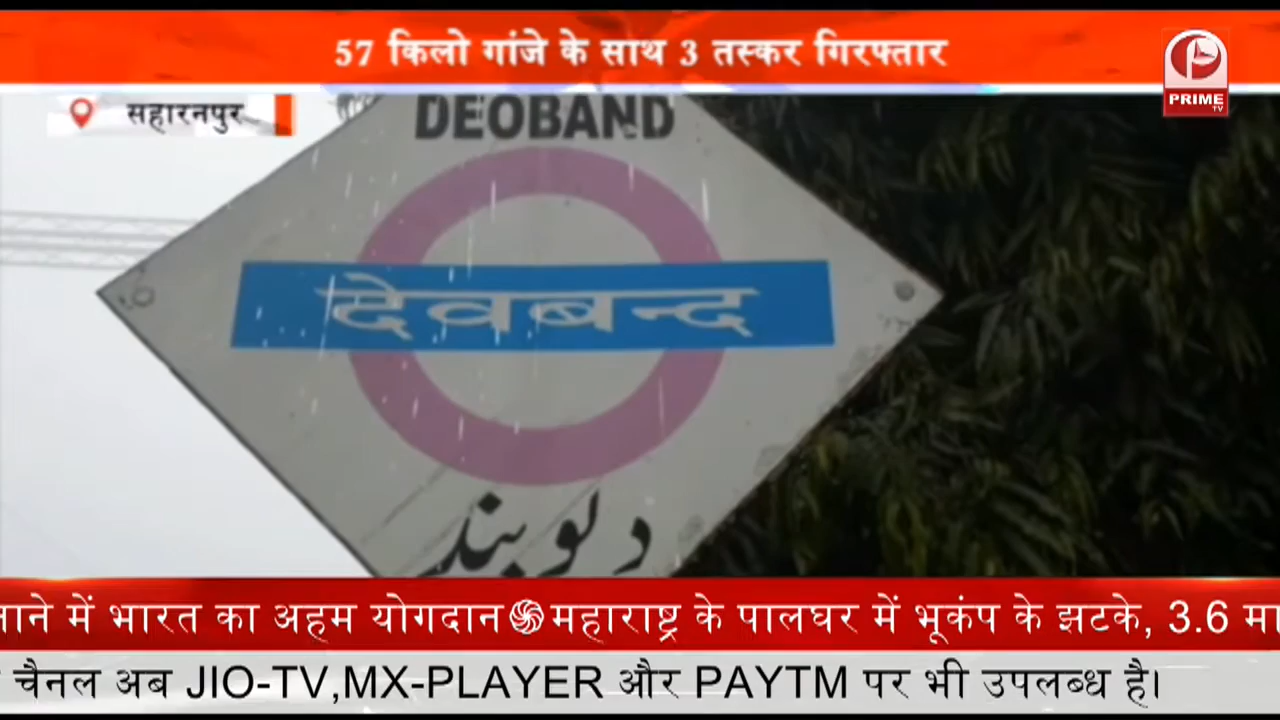 57 किलो गांजे के साथ 3 तस्कर गिरफ्तार
PRIME
TV
सहारनपुर
DEOBAND
देवबन्द
دیوبند
में भारत का अहम योगदान֍महाराष्ट्र के पालघर में भूकंप के झटके, 3.6
चैनल अब JIO-TV,MX-PLAYER और PAYTM पर भी उपलब्ध है।